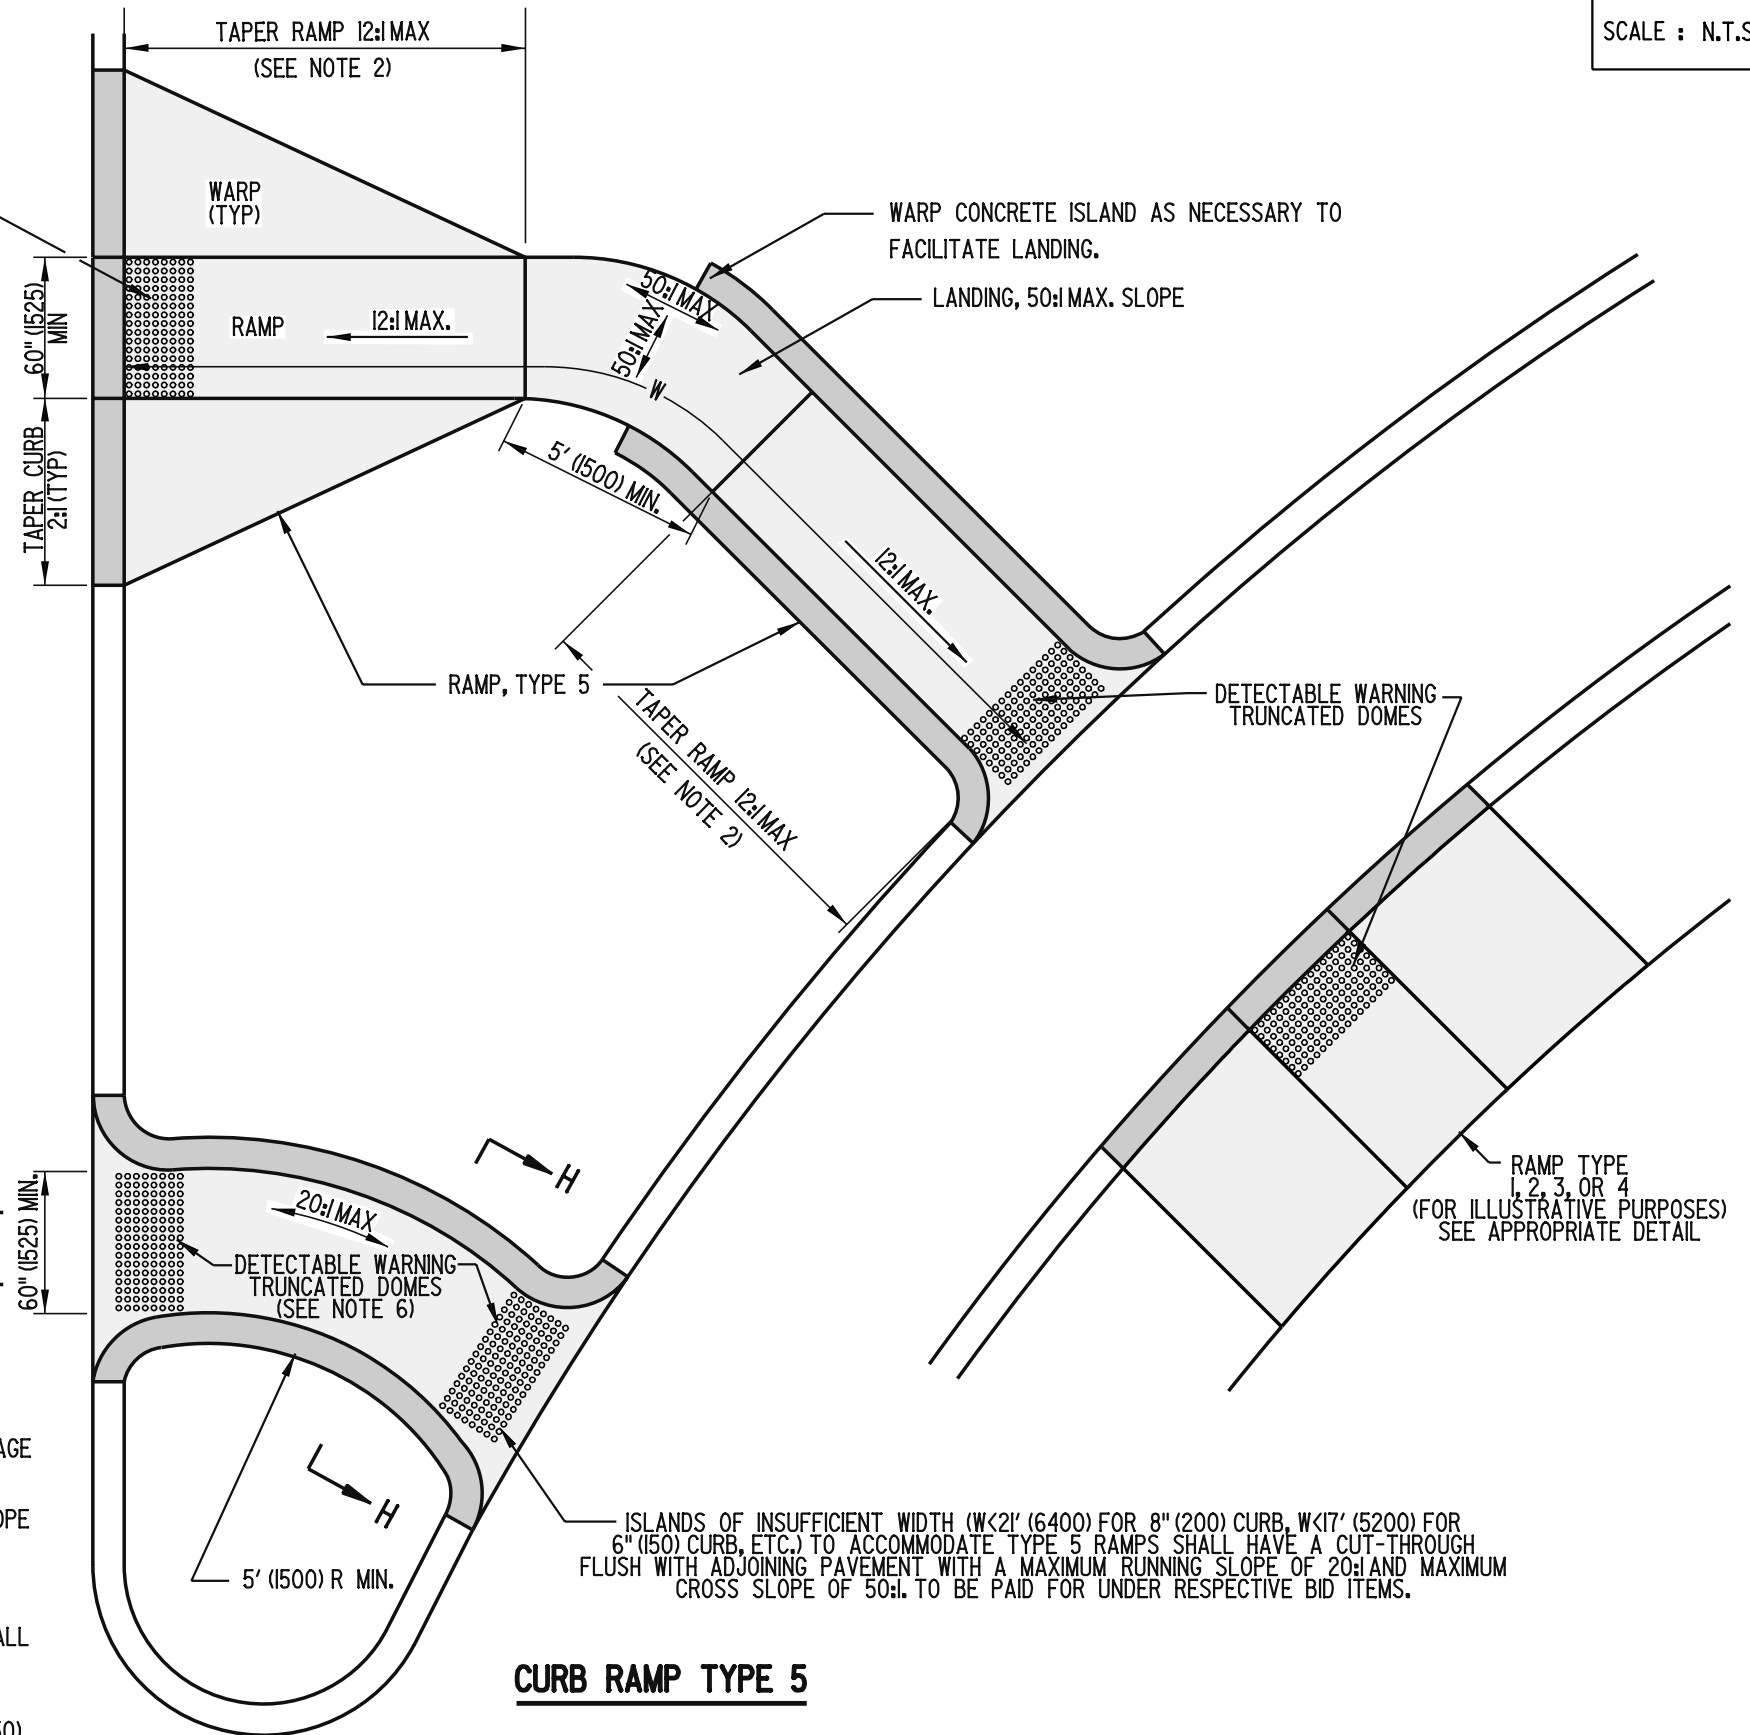 SCALE : N.T.S
TAPER RAMP 12:1 MAX
(SEE NOTE 2)
WARP
(TYP)
WARP CONCRETE ISLAND AS NECESSARY TO
FACILITATE LANDING.
LANDING, 50:1 MAX. SLOPE
50:1 MAX
50:1 MAX
60" (1525)
MIN
RAMP
12:1 MAX.
W
TAPER CURB
2:1 (TYP)
5' (1500) MIN.
12:1 MAX.
RAMP, TYPE 5
TAPER RAMP 12:1 MAX
(SEE NOTE 2)
DETECTABLE WARNING
TRUNCATED DOMES
RAMP TYPE
1, 2, 3, OR 4
(FOR ILLUSTRATIVE PURPOSES)
SEE APPROPRIATE DETAIL
H
60" (1525) MIN.
20:1 MAX
DETECTABLE WARNING
TRUNCATED DOMES
(SEE NOTE 6)
AGE
H
OPE
ISLANDS OF INSUFFICIENT WIDTH (W<21' (6400) FOR 8" (200) CURB, W<17' (5200) FOR
6" (150) CURB, ETC.) TO ACCOMMODATE TYPE 5 RAMPS SHALL HAVE A CUT-THROUGH
FLUSH WITH ADJOINING PAVEMENT WITH A MAXIMUM RUNNING SLOPE OF 20:1 AND MAXIMUM
CROSS SLOPE OF 50:1. TO BE PAID FOR UNDER RESPECTIVE BID ITEMS.
5' (1500) R MIN.
ALL
CURB RAMP TYPE 5